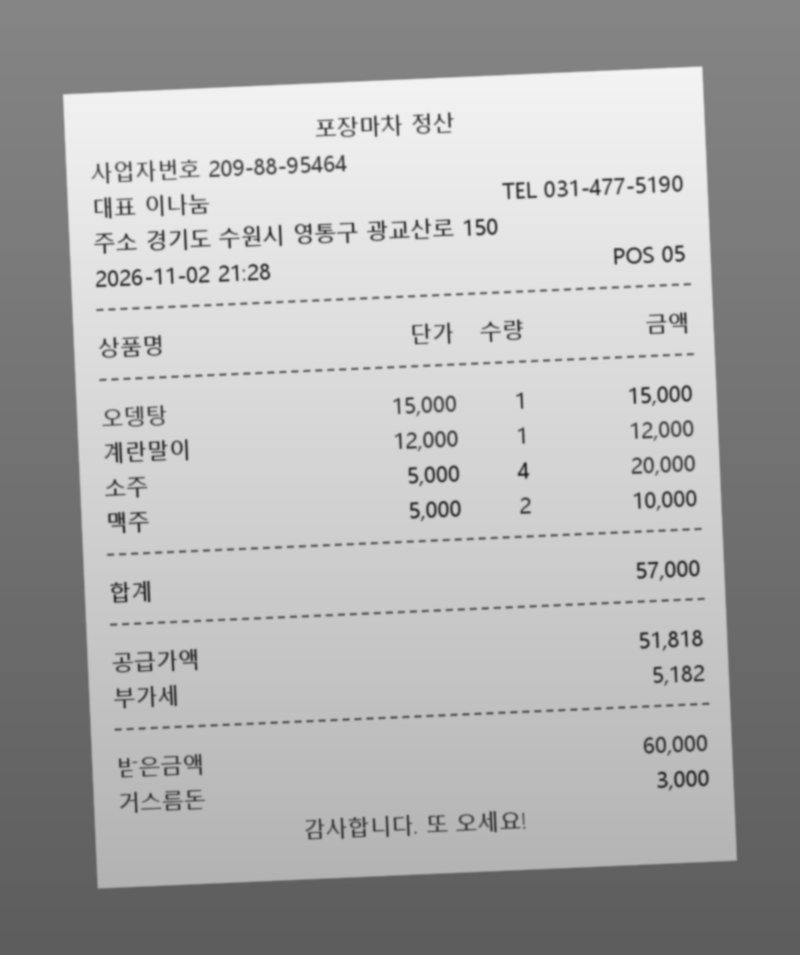 포장마차 정산
사업자번호 209-88-95464
대표 이나눔 TEL 031-477-5190
주소 경기도 수원시 영통구 광교산로 150
2026-11-02 21:28 POS 05
상품명 단가 수량 금액
오뎅탕 15,000 1 15,000
계란말이 12,000 1 12,000
소주 5,000 4 20,000
맥주 5,000 2 10,000
합계 57,000
공급가액 51,818
부가세 5,182
받은금액 60,000
거스름돈 3,000
감사합니다. 또 오세요!